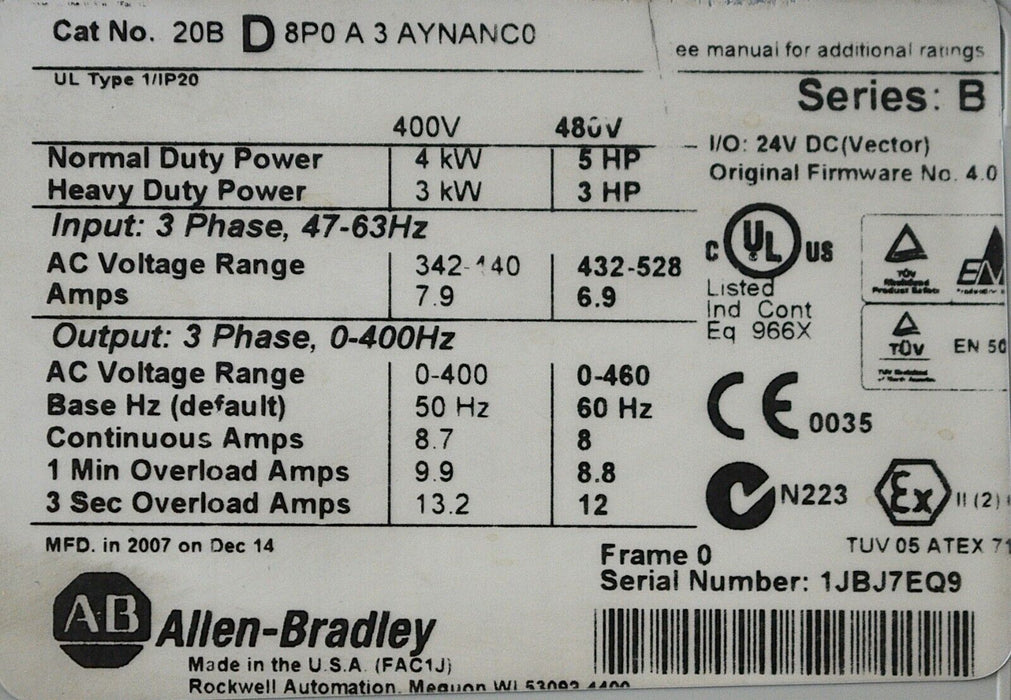 Cat No. 20B D 8P0 A 3 AYNANC0
ee manual for additional ratings
UL Type 1/IP20
Series: B
400V 480V
I/O: 24V DC(Vector)
Normal Duty Power 4 kW 5 HP
Original Firmware No. 4.0
Heavy Duty Power 3 kW 3 HP
Input: 3 Phase, 47-63Hz
C UL US
AC Voltage Range 342- 40 432-528
Amps 7.9 6.9
Listed
Ind Cont
Eq 966X
TÜV
Product Safety
EM
Output: 3 Phase, 0-400Hz
TÜV
EN 50
AC Voltage Range 0-400 0-460
Base Hz (default) 50 Hz 60 Hz
Continuous Amps 8.7 8
CE 0035
1 Min Overload Amps 9.9 8.8
3 Sec Overload Amps 13.2 12
N223
Ex II (2)
MFD. in 2007 on Dec 14
TUV 05 ATEX 71
Frame 0
Serial Number: 1JBJ7EQ9
AB Allen-Bradley
Made in the U.S.A. (FAC1J)
Rockwell Automation, Mequon WI 53092 4400